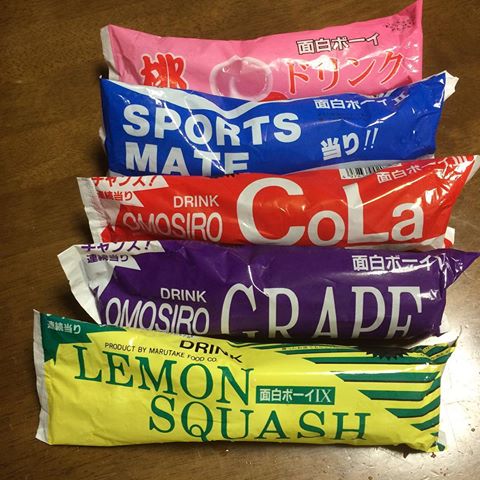 面白ボーイ
桃
ドリンク
面白ボーイII
SPORTS
MATE
当り!!
チャンス!
連続当り
DRINK
OMOSIRO
CoLa
チャンス!
連続当り
面白ボーイ
DRINK
OMOSIRO
GRAPE
連続当り
PRODUCT BY MARUTAKE FOOD CO.
DRINK
LEMON
面白ボーイIX
SQUASH